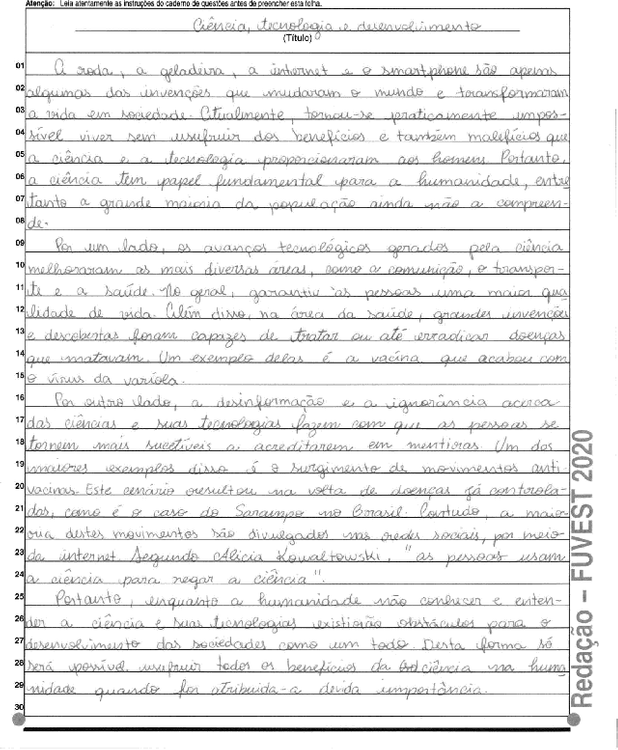 Atenção: Leia atentamente as instruções do caderno de questões antes de preencher esta folha.
Ciência, tecnologia e desenvolvimento
(Título)
01 A roda, a geladeira, a internet e o smartphone são apenas
02 algumas das invenções que mudaram o mundo e transformaram
03 a vida em sociedade. Atualmente, tornou-se praticamente impos-
04 sível viver sem usufruir dos benefícios e também malefícios que
05 a ciência e a tecnologia proporcionaram aos homens. Portanto,
06 a ciência tem papel fundamental para a humanidade, entre
07 tanto a grande maioria da população ainda não a compreen-
08 de.
09 Por um lado, os avanços tecnológicos gerados pela ciência
10 melhoraram as mais diversas áreas, como a comunição, o transpor-
11 te e a saúde. No geral, garantiu as pessoas uma maior qua
12 lidade de vida. Além disso, na área da saúde, grandes invenções
13 e descobertas foram capazes de tratar ou até erradicar doenças
14 que matavam. Um exemplo delas é a vacina que acabou com
15 o vírus da varíola.
16 Por outro lado, a desinformação e a ignorância acerca
17 das ciências e suas tecnologias fazem com que as pessoas se
18 tornem mais sucetíveis a acreditarem em mentiras. Um dos
19 maiores exemplos disso é o surgimento de movimentos anti-
20 vacinas. Este cenário resultou na volta de doenças já controla-
21 das, como é o caso do Sarampo no Brasil. Contudo, a maio
22 ria destes movimentos são divulgados nas redes sociais, por meio
23 da internet. Segundo Alicia Kowaltowski, "as pessoas usam
24 a ciência para negar a ciência".
25 Portanto, enquanto a humanidade não conhecer e enten-
26 der a ciência e suas tecnologias existirão obstáculos para o
27 desenvolvimento das sociedades como um todo. Desta forma só
28 será possível usufruir todos os benefícios da ciência na huma
29 nidade quando for atribuida-a devida importância.
30
Redação – FUVEST 2020